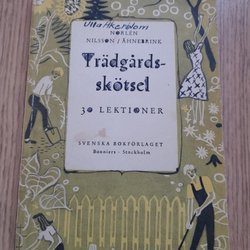 Ulla Åkerblom
NORLÉN
NILSSON / ÅHNEBRINK
Trädgårds-
skötsel
30 LEKTIONER
SVENSKA BOKFÖRLAGET
Bonniers - Stockholm